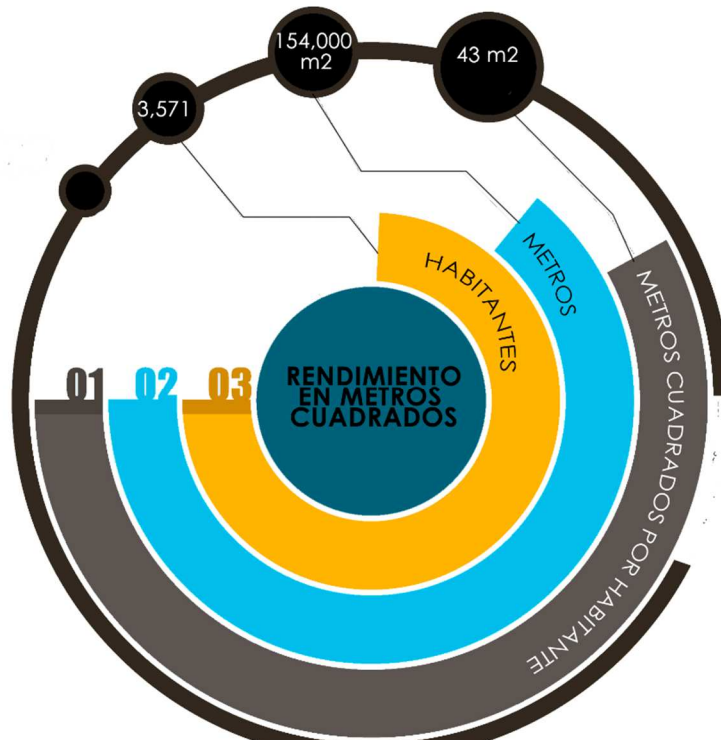 154,000
m2
43 m2
3,571
HABITANTES
METROS
METROS CUADRADOS POR HABITANTE
01
02
03
RENDIMIENTO
EN METROS
CUADRADOS